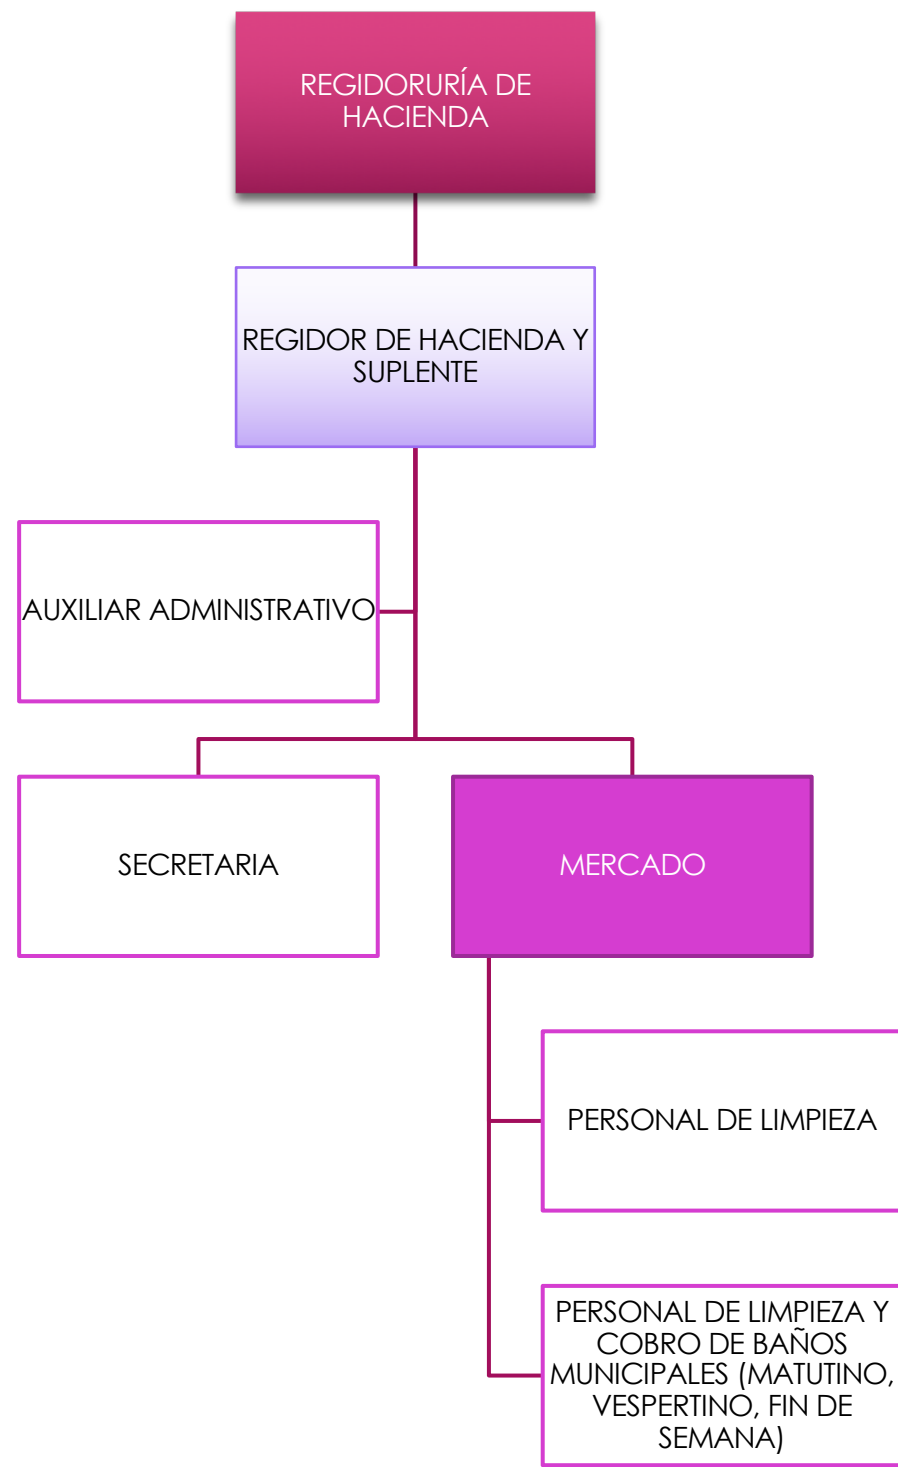 REGIDORURÍA DE
HACIENDA
REGIDOR DE HACIENDA Y
SUPLENTE
AUXILIAR ADMINISTRATIVO
SECRETARIA
MERCADO
PERSONAL DE LIMPIEZA
PERSONAL DE LIMPIEZA Y
COBRO DE BAÑOS
MUNICIPALES (MATUTINO,
VESPERTINO, FIN DE
SEMANA)